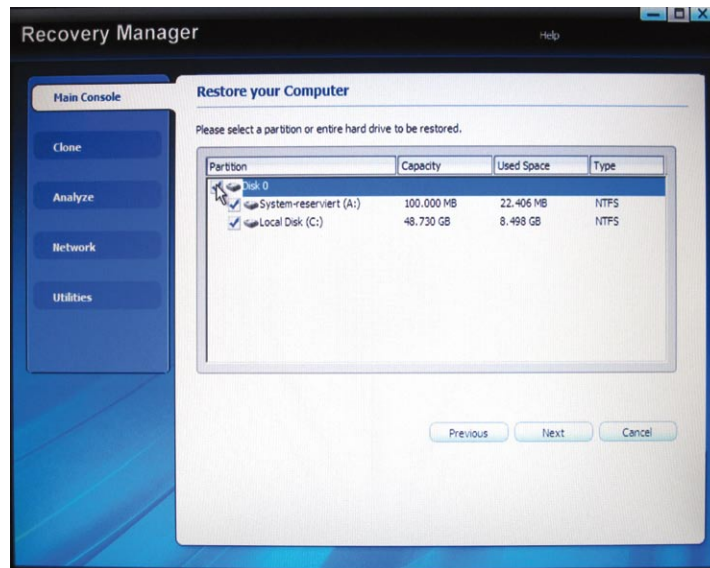 Recovery Manager
Help
Main Console
Clone
Analyze
Network
Utilities
Restore your Computer
Please select a partition or entire hard drive to be restored.
Partition Capacity Used Space Type
Disk 0
System-reserviert (A:) 100.000 MB 22.406 MB NTFS
Local Disk (C:) 48.730 GB 8.498 GB NTFS
Previous Next Cancel